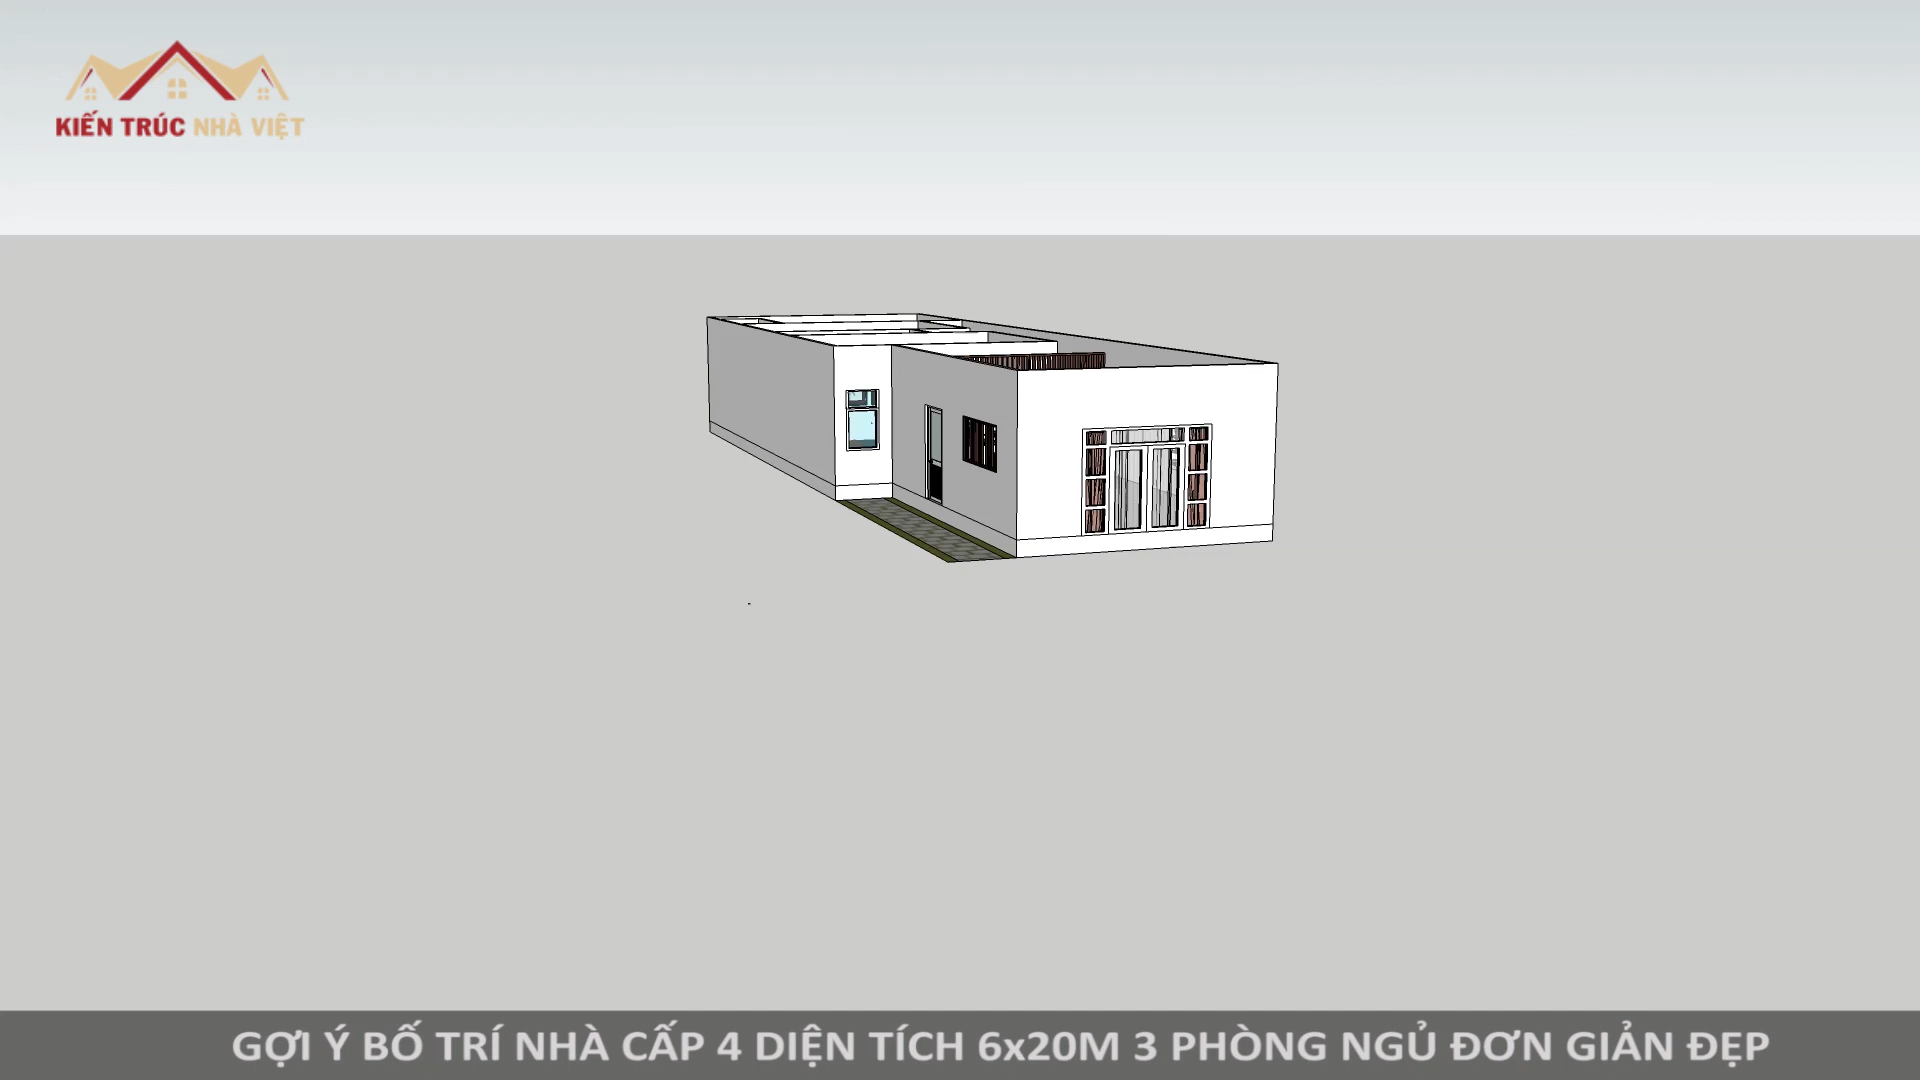 KIẾN TRÚC NHÀ VIỆT
GỢI Ý BỐ TRÍ NHÀ CẤP 4 DIỆN TÍCH 6x20M 3 PHÒNG NGỦ ĐƠN GIẢN ĐẸP